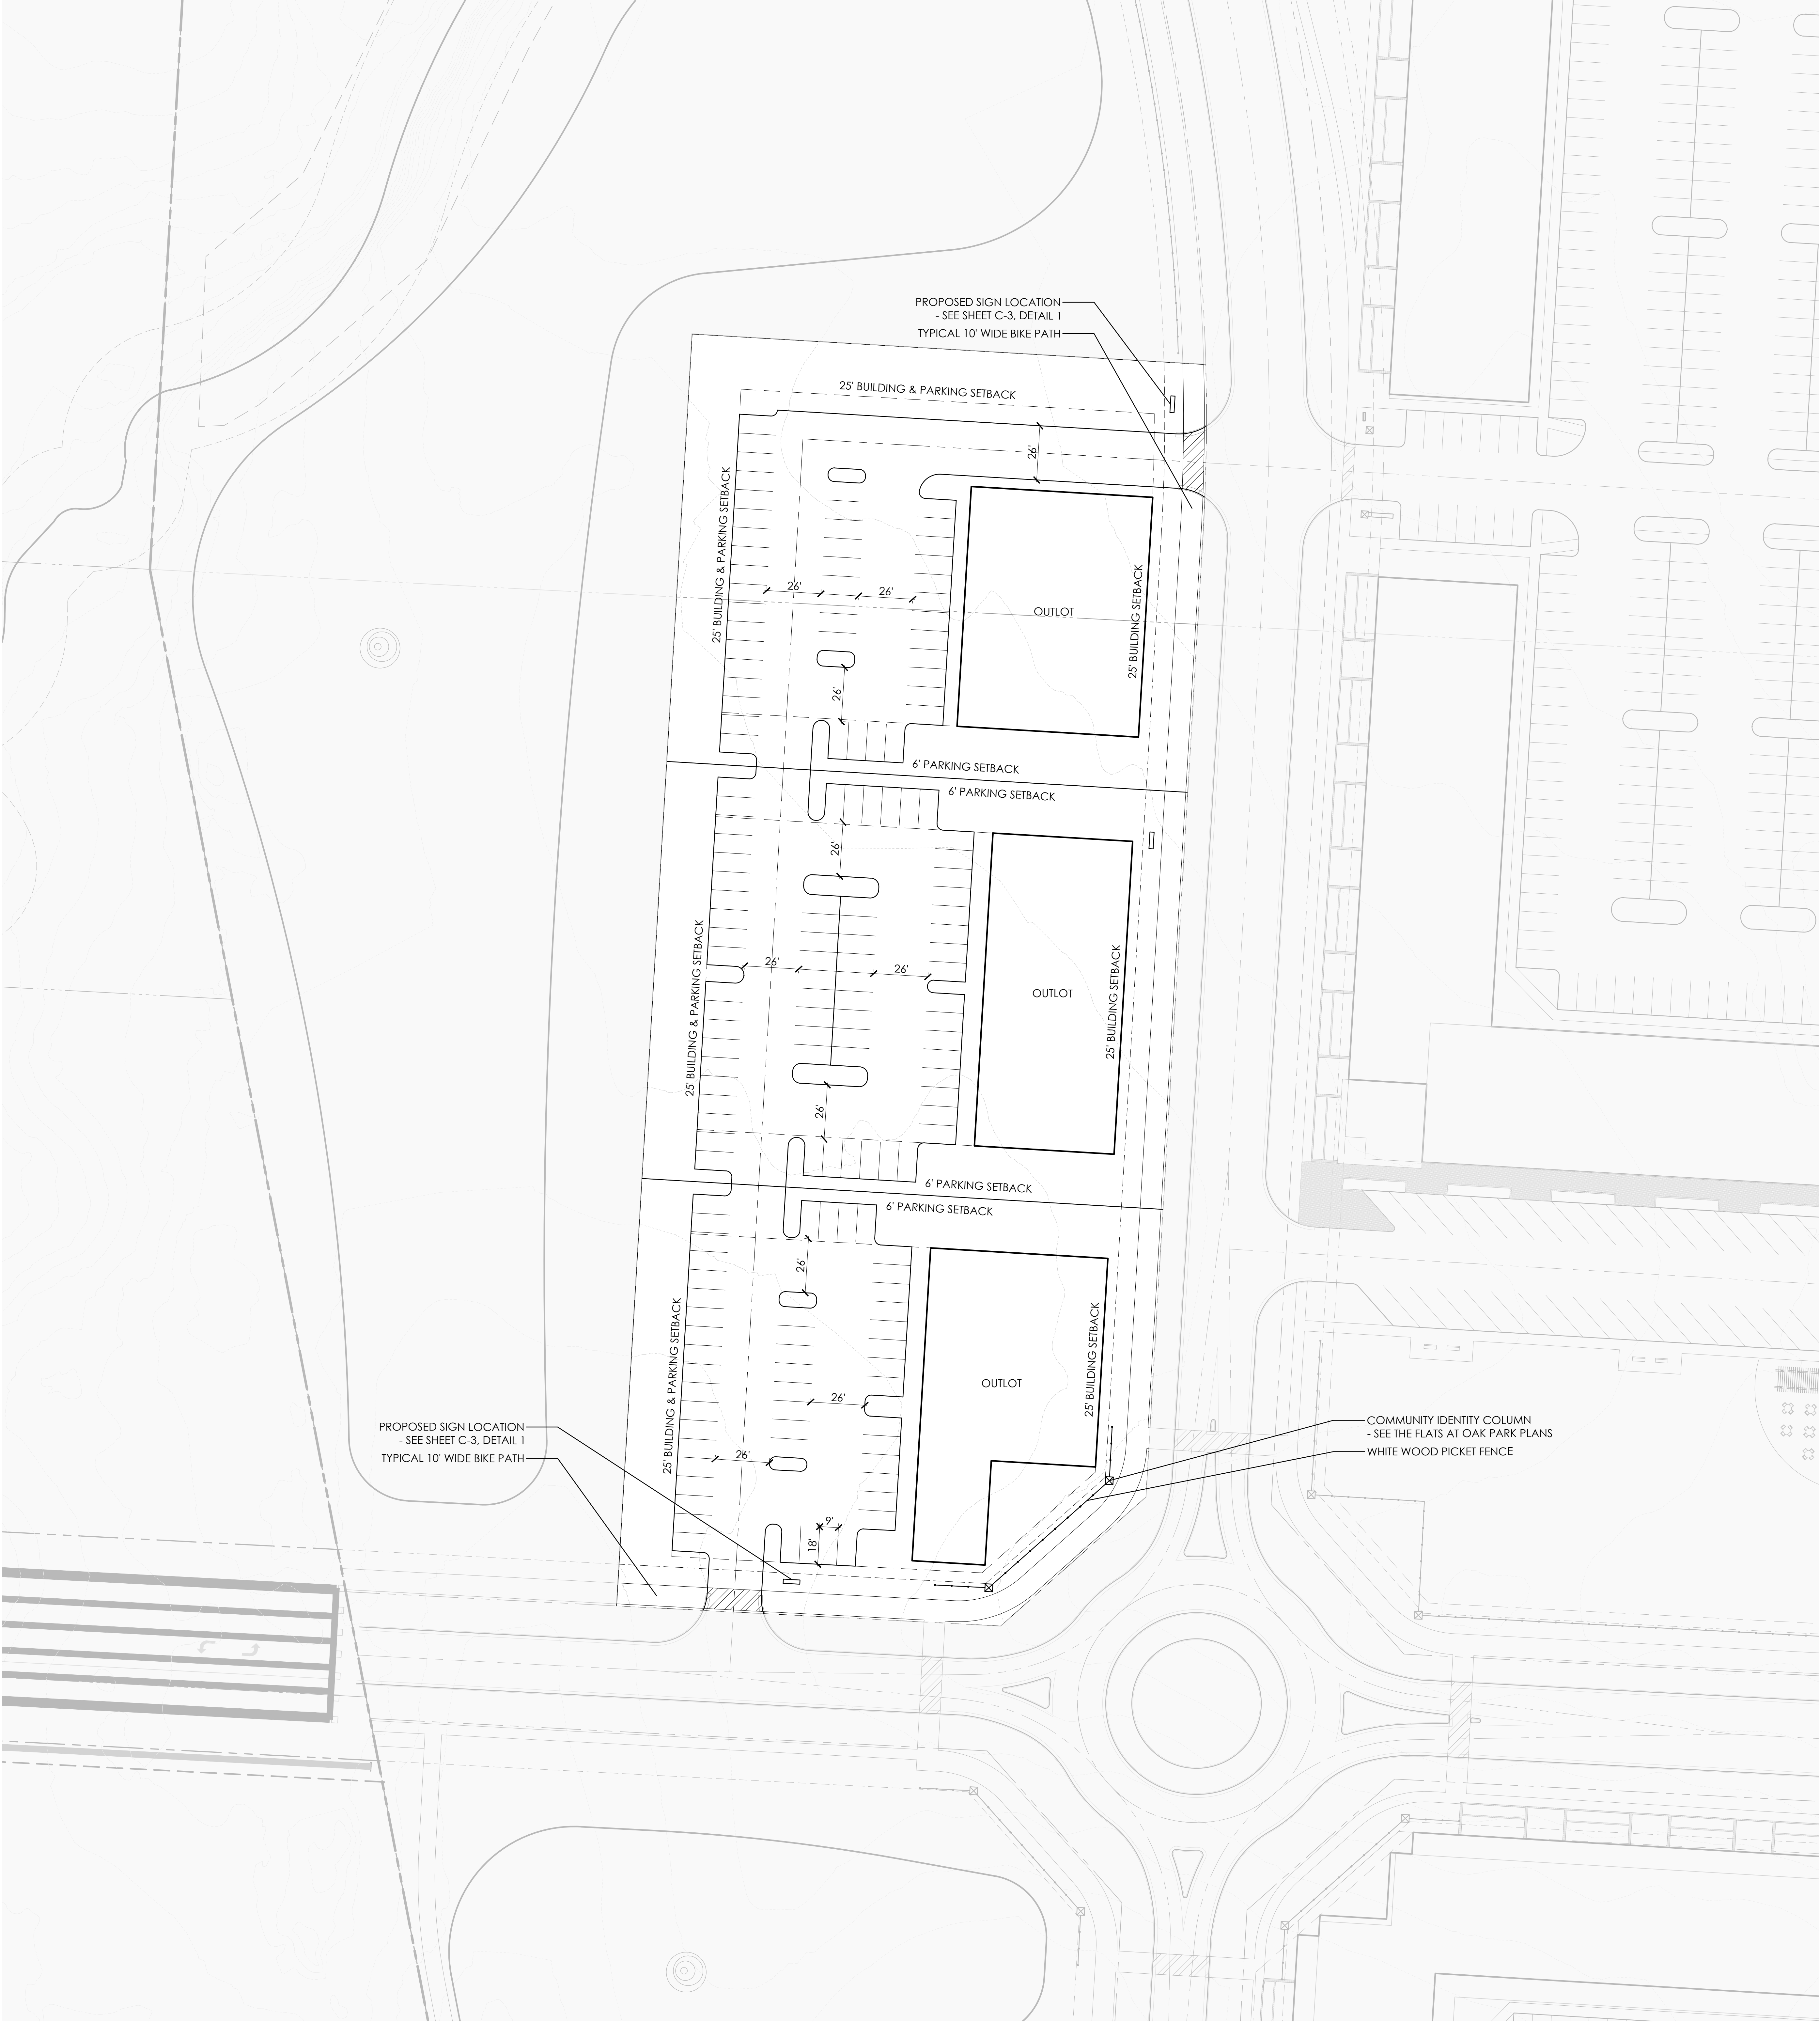 PROPOSED SIGN LOCATION
- SEE SHEET C-3, DETAIL 1
TYPICAL 10' WIDE BIKE PATH
25' BUILDING & PARKING SETBACK
26'
25' BUILDING & PARKING SETBACK
26'
26'
OUTLOT
25' BUILDING SETBACK
26'
6' PARKING SETBACK
6' PARKING SETBACK
26'
25' BUILDING & PARKING SETBACK
26'
26'
OUTLOT
25' BUILDING SETBACK
26'
6' PARKING SETBACK
6' PARKING SETBACK
26'
25' BUILDING & PARKING SETBACK
OUTLOT
25' BUILDING SETBACK
26'
26'
PROPOSED SIGN LOCATION
- SEE SHEET C-3, DETAIL 1
TYPICAL 10' WIDE BIKE PATH
COMMUNITY IDENTITY COLUMN
- SEE THE FLATS AT OAK PARK PLANS
WHITE WOOD PICKET FENCE
9'
18'